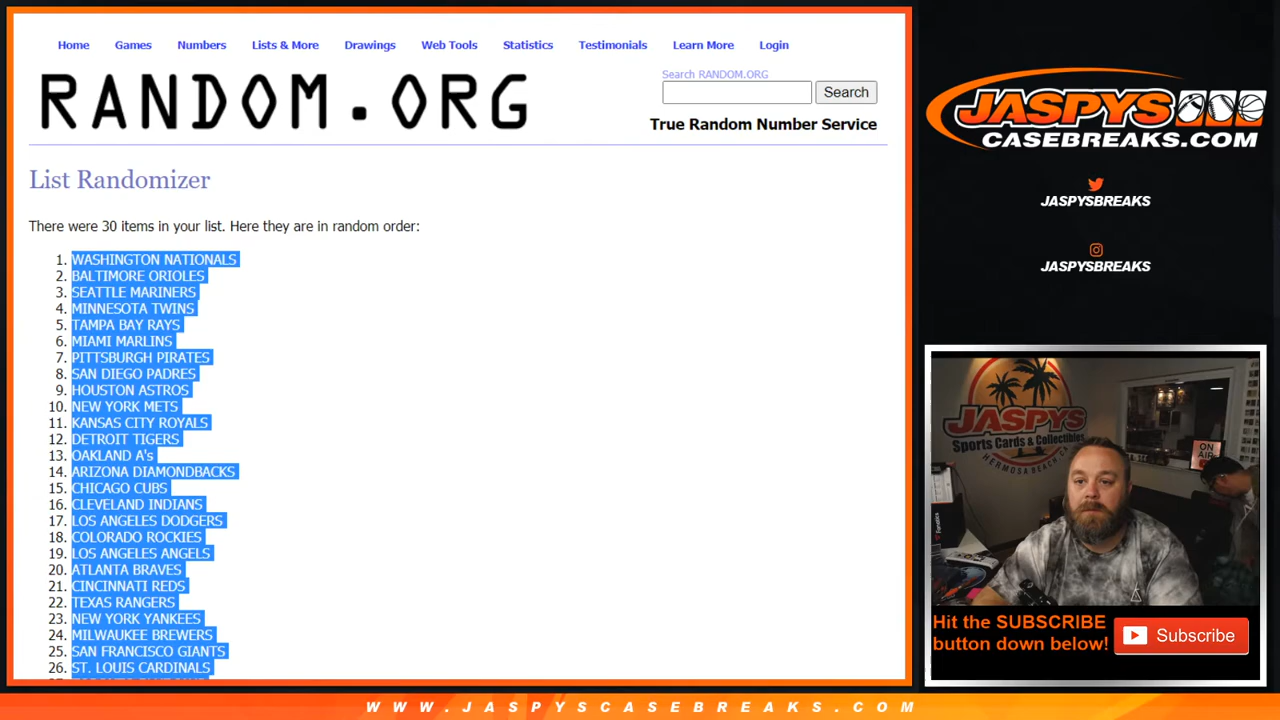 Home Games Numbers Lists & More Drawings Web Tools Statistics Testimonials Learn More Login
RANDOM.ORG
Search RANDOM.ORG
Search
True Random Number Service
List Randomizer
There were 30 items in your list. Here they are in random order:
1. WASHINGTON NATIONALS
2. BALTIMORE ORIOLES
3. SEATTLE MARINERS
4. MINNESOTA TWINS
5. TAMPA BAY RAYS
6. MIAMI MARLINS
7. PITTSBURGH PIRATES
8. SAN DIEGO PADRES
9. HOUSTON ASTROS
10. NEW YORK METS
11. KANSAS CITY ROYALS
12. DETROIT TIGERS
13. OAKLAND A's
14. ARIZONA DIAMONDBACKS
15. CHICAGO CUBS
16. CLEVELAND INDIANS
17. LOS ANGELES DODGERS
18. COLORADO ROCKIES
19. LOS ANGELES ANGELS
20. ATLANTA BRAVES
21. CINCINNATI REDS
22. TEXAS RANGERS
23. NEW YORK YANKEES
24. MILWAUKEE BREWERS
25. SAN FRANCISCO GIANTS
26. ST. LOUIS CARDINALS
JASPYS
CASEBREAKS.COM
JASPYSBREAKS
JASPYSBREAKS
JASPYS
Sports Cards & Collectibles
HERMOSA BEACH, CA
ON
AIR
Fanatics
Hit the SUBSCRIBE
button down below!
Subscribe
WWW.JASPYSCASEBREAKS.COM